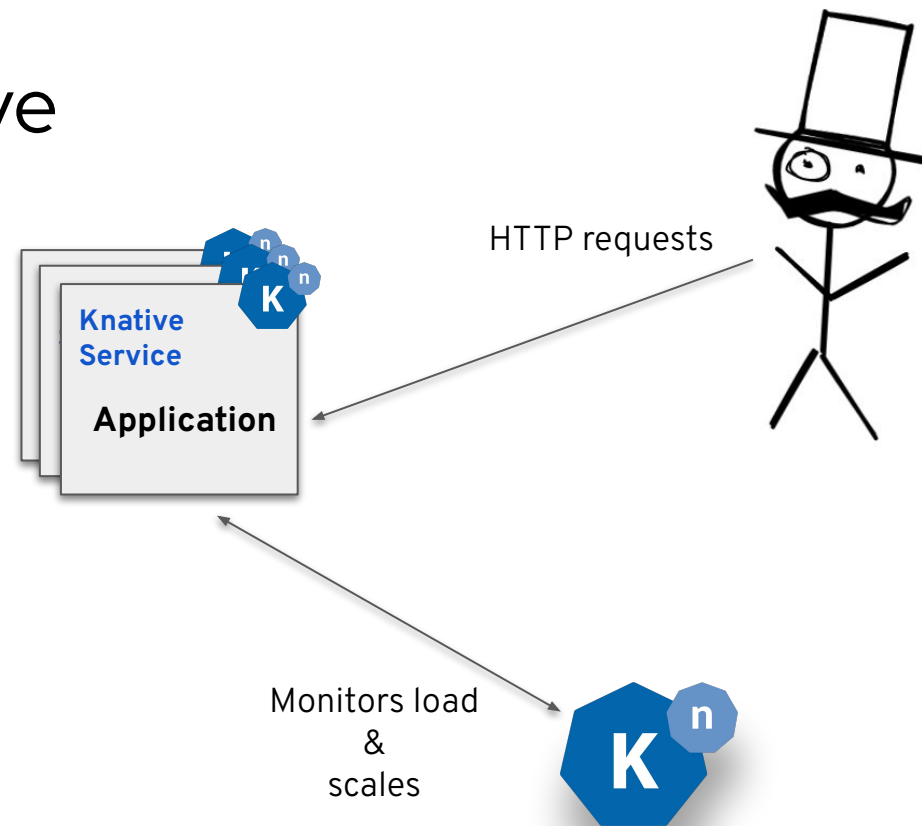 ve
HTTP requests
n
n
K
n
Knative
Service
Application
Monitors load
&
scales
K
n